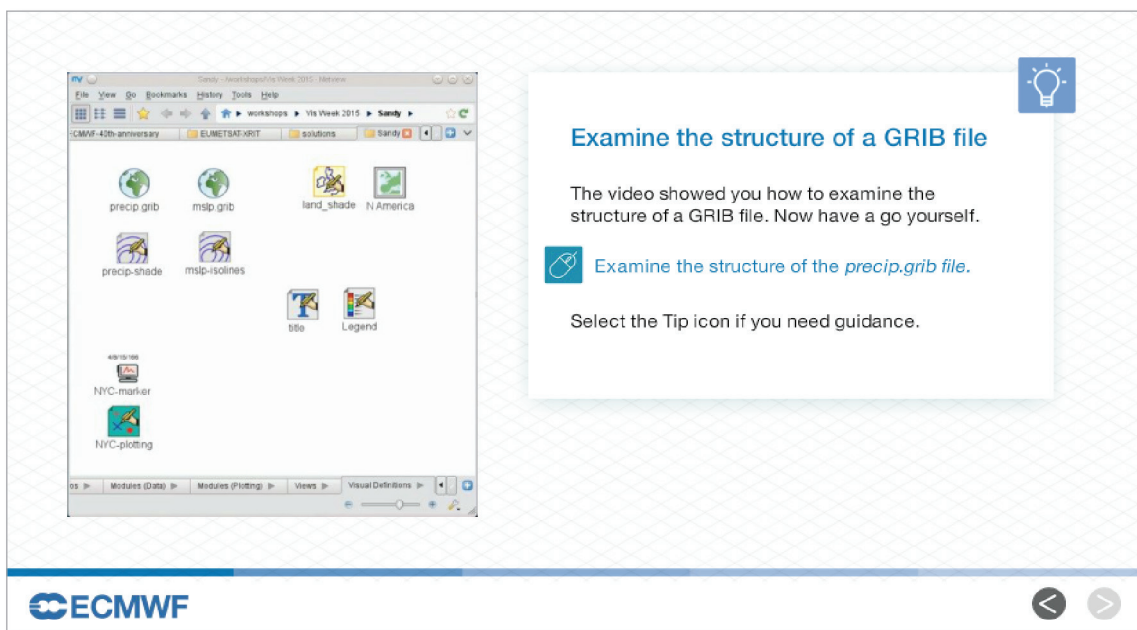 Sandy - /workshops/Vis Week 2015 - Metview
File View Go Bookmarks History Tools Help
workshops Vis Week 2015 Sandy
ECMWF-40th-anniversary EUMETSAT-XRIT solutions Sandy
precip.grib mslp.grib land_shade N America
precip-shade mslp-isolines
title Legend
NYC-marker
NYC-plotting
os Modules (Data) Modules (Plotting) Views Visual Definitions
Examine the structure of a GRIB file
The video showed you how to examine the
structure of a GRIB file. Now have a go yourself.
Examine the structure of the precip.grib file.
Select the Tip icon if you need guidance.
ECMWF